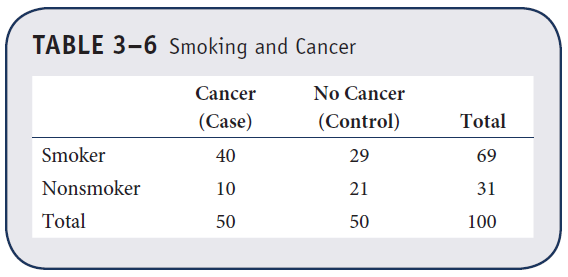 TABLE 3–6 Smoking and Cancer
Cancer No Cancer
(Case) (Control) Total
Smoker 40 29 69
Nonsmoker 10 21 31
Total 50 50 100